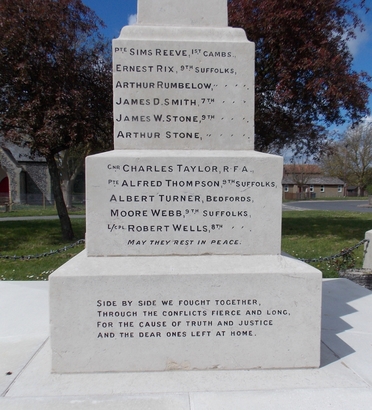 PTE SIMS REEVE, 1ST CAMBS.,
ERNEST RIX, 9TH SUFFOLKS,
ARTHUR RUMBELOW, " " "
JAMES D. SMITH, 7TH " " "
JAMES W. STONE, 9TH " " "
ARTHUR STONE, " " " "
GNR CHARLES TAYLOR, R.F.A.,
PTE ALFRED THOMPSON, 9TH SUFFOLKS,
ALBERT TURNER, BEDFORDS,
MOORE WEBB, 9TH SUFFOLKS,
L/CPL ROBERT WELLS, 8TH " "
MAY THEY REST IN PEACE.
SIDE BY SIDE WE FOUGHT TOGETHER,
THROUGH THE CONFLICTS FIERCE AND LONG,
FOR THE CAUSE OF TRUTH AND JUSTICE
AND THE DEAR ONES LEFT AT HOME.